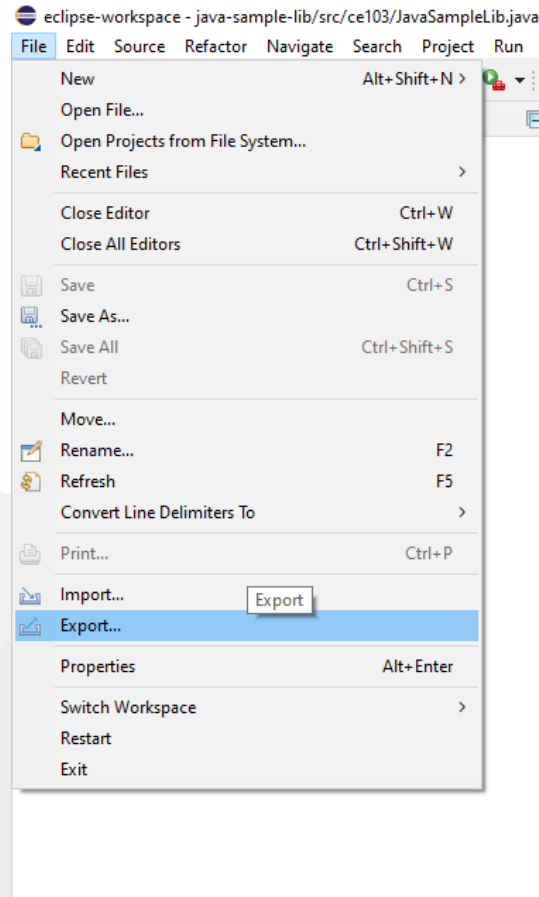 eclipse-workspace - java-sample-lib/src/ce103/JavaSampleLib.java
File Edit Source Refactor Navigate Search Project Run
New Alt+Shift+N >
Open File...
Open Projects from File System...
Recent Files >
Close Editor Ctrl+W
Close All Editors Ctrl+Shift+W
Save Ctrl+S
Save As...
Save All Ctrl+Shift+S
Revert
Move...
Rename... F2
Refresh F5
Convert Line Delimiters To >
Print... Ctrl+P
Import...
Export
Export...
Properties Alt+Enter
Switch Workspace >
Restart
Exit